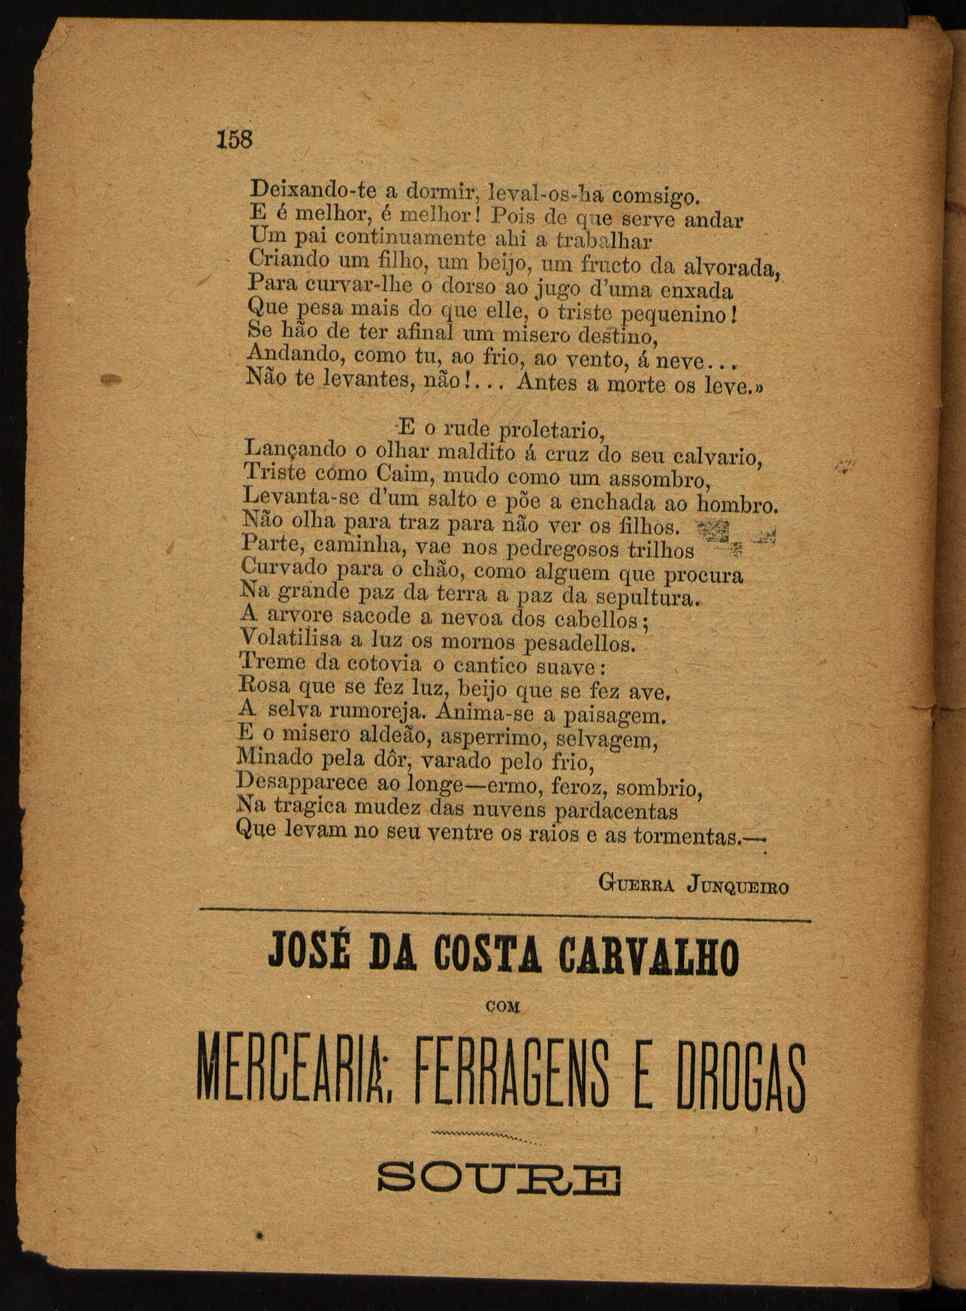 158
Deixando-te a dormir, leval-os-ha comsigo.
E é melhor, é melhor! Pois de que serve andar
Um pai continuamente ahi a trabalhar
Criando um filho, um beijo, um fructo da alvorada,
Para curvar-lhe o dorso ao jugo d'uma enxada
Que pesa mais do que elle, o triste pequenino!
Se hão de ter afinal um misero destino,
Andando, como tu, ao frio, ao vento, á neve...
Não te levantes, não!... Antes a morte os leve.»
E o rude proletario,
Lançando o olhar maldito á cruz do seu calvario,
Triste cómo Caim, mudo como um assombro,
Levanta-se d'um salto e põe a enchada ao hombro.
Não olha para traz para não ver os filhos.
Parte, caminha, vae nos pedregosos trilhos
Curvado para o chão, como alguem que procura
Na grande paz da terra a paz da sepultura.
A arvore sacode a nevoa dos cabellos;
Volatilisa a luz os mornos pesadellos.
Treme da cotovia o cantico suave:
Rosa que se fez luz, beijo que se fez ave.
A selva rumoreja. Anima-se a paisagem.
E o misero aldeão, asperrimo, selvagem,
Minado pela dôr, varado pelo frio,
Desapparece ao longe—ermo, feroz, sombrio,
Na tragica mudez das nuvens pardacentas
Que levam no seu ventre os raios e as tormentas.—
GUERRA JUNQUEIRO
JOSÉ DA COSTA CARVALHO
COM
MERCEARIA, FERRAGENS E DROGAS
SOURE